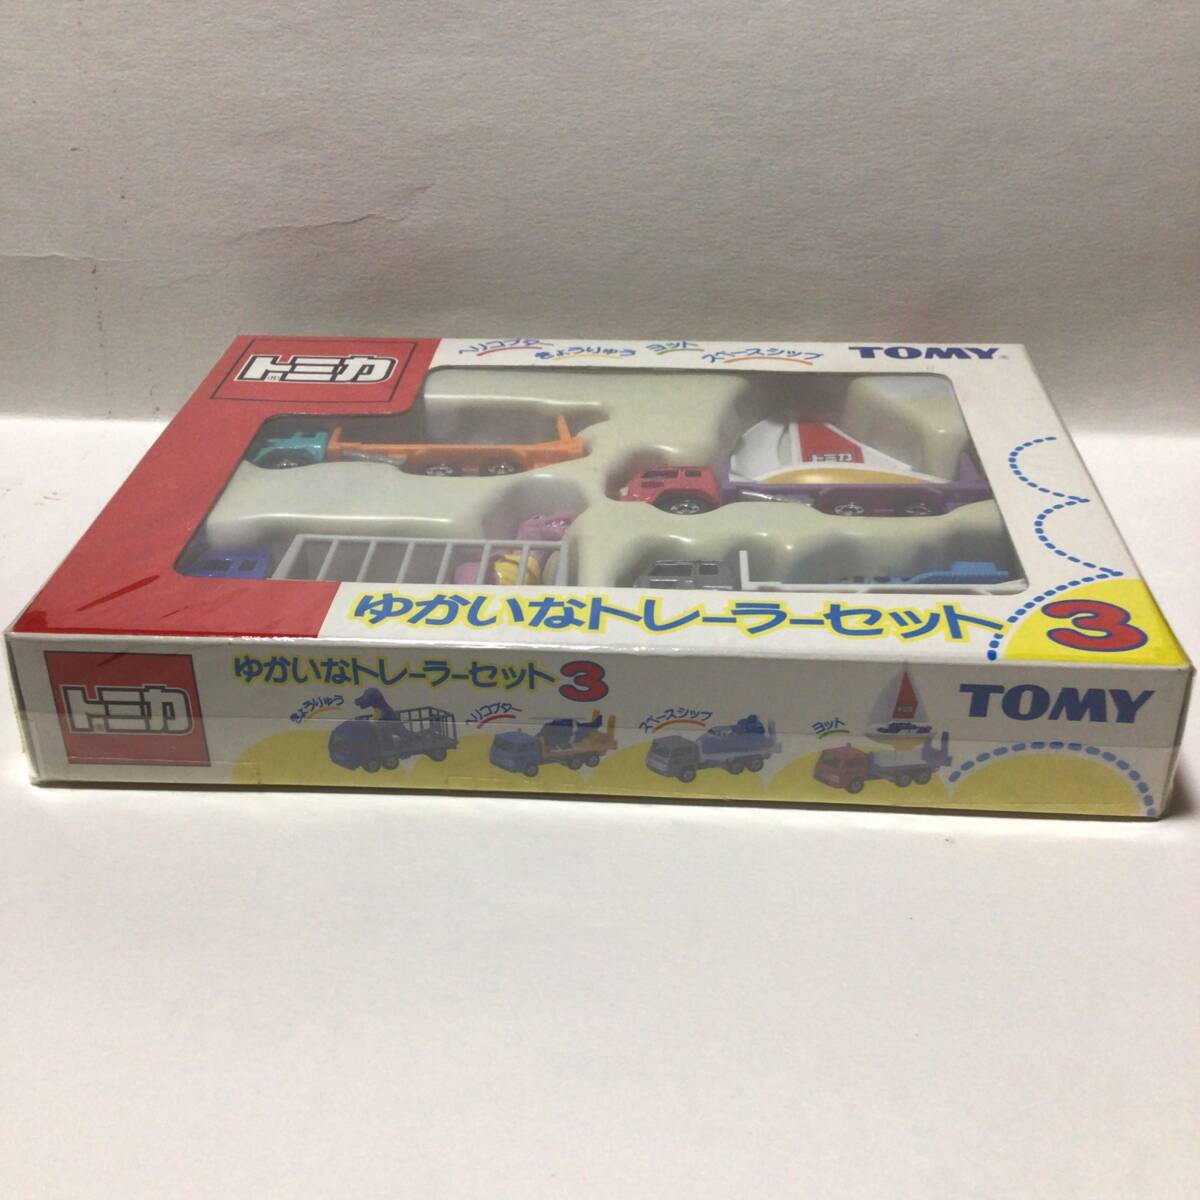 トミカ
ヘリコプター
きょうりゅう
ヨット
スペースシップ
TOMY®
トミカ
ゆかいなトレーラーセット 3
トミカ
ゆかいなトレーラーセット 3
きょうりゅう
ヘリコプター
スペースシップ
ヨット
TOMY